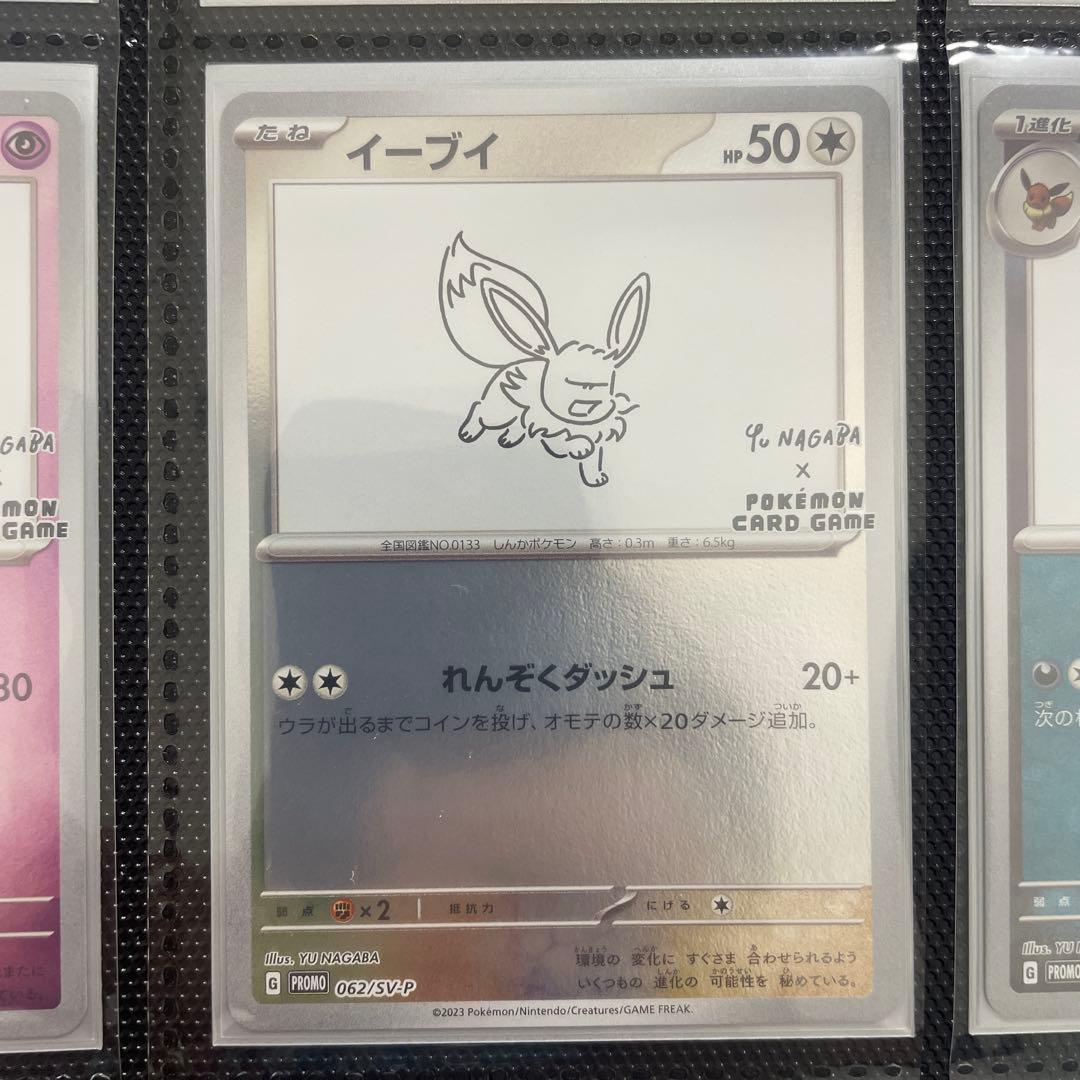 たね イーブイ HP50
YU NAGABA
×
POKÉMON
CARD GAME
全国図鑑NO.0133 しんかポケモン 高さ:0.3m 重さ:6.5kg
れんぞくダッシュ 20+
ウラが出るまでコインを投げ、オモテの数×20ダメージ追加。
弱点 ×2 抵抗力 にげる
Illus. YU NAGABA
環境の 変化に すぐさま 合わせられるよう
いくつもの 進化の 可能性を 秘めている。
G PROMO 062/SV-P
©2023 Pokémon/Nintendo/Creatures/GAME FREAK.
NAGABA
GAME
1進化
弱点
Illus. YU
G PROMO